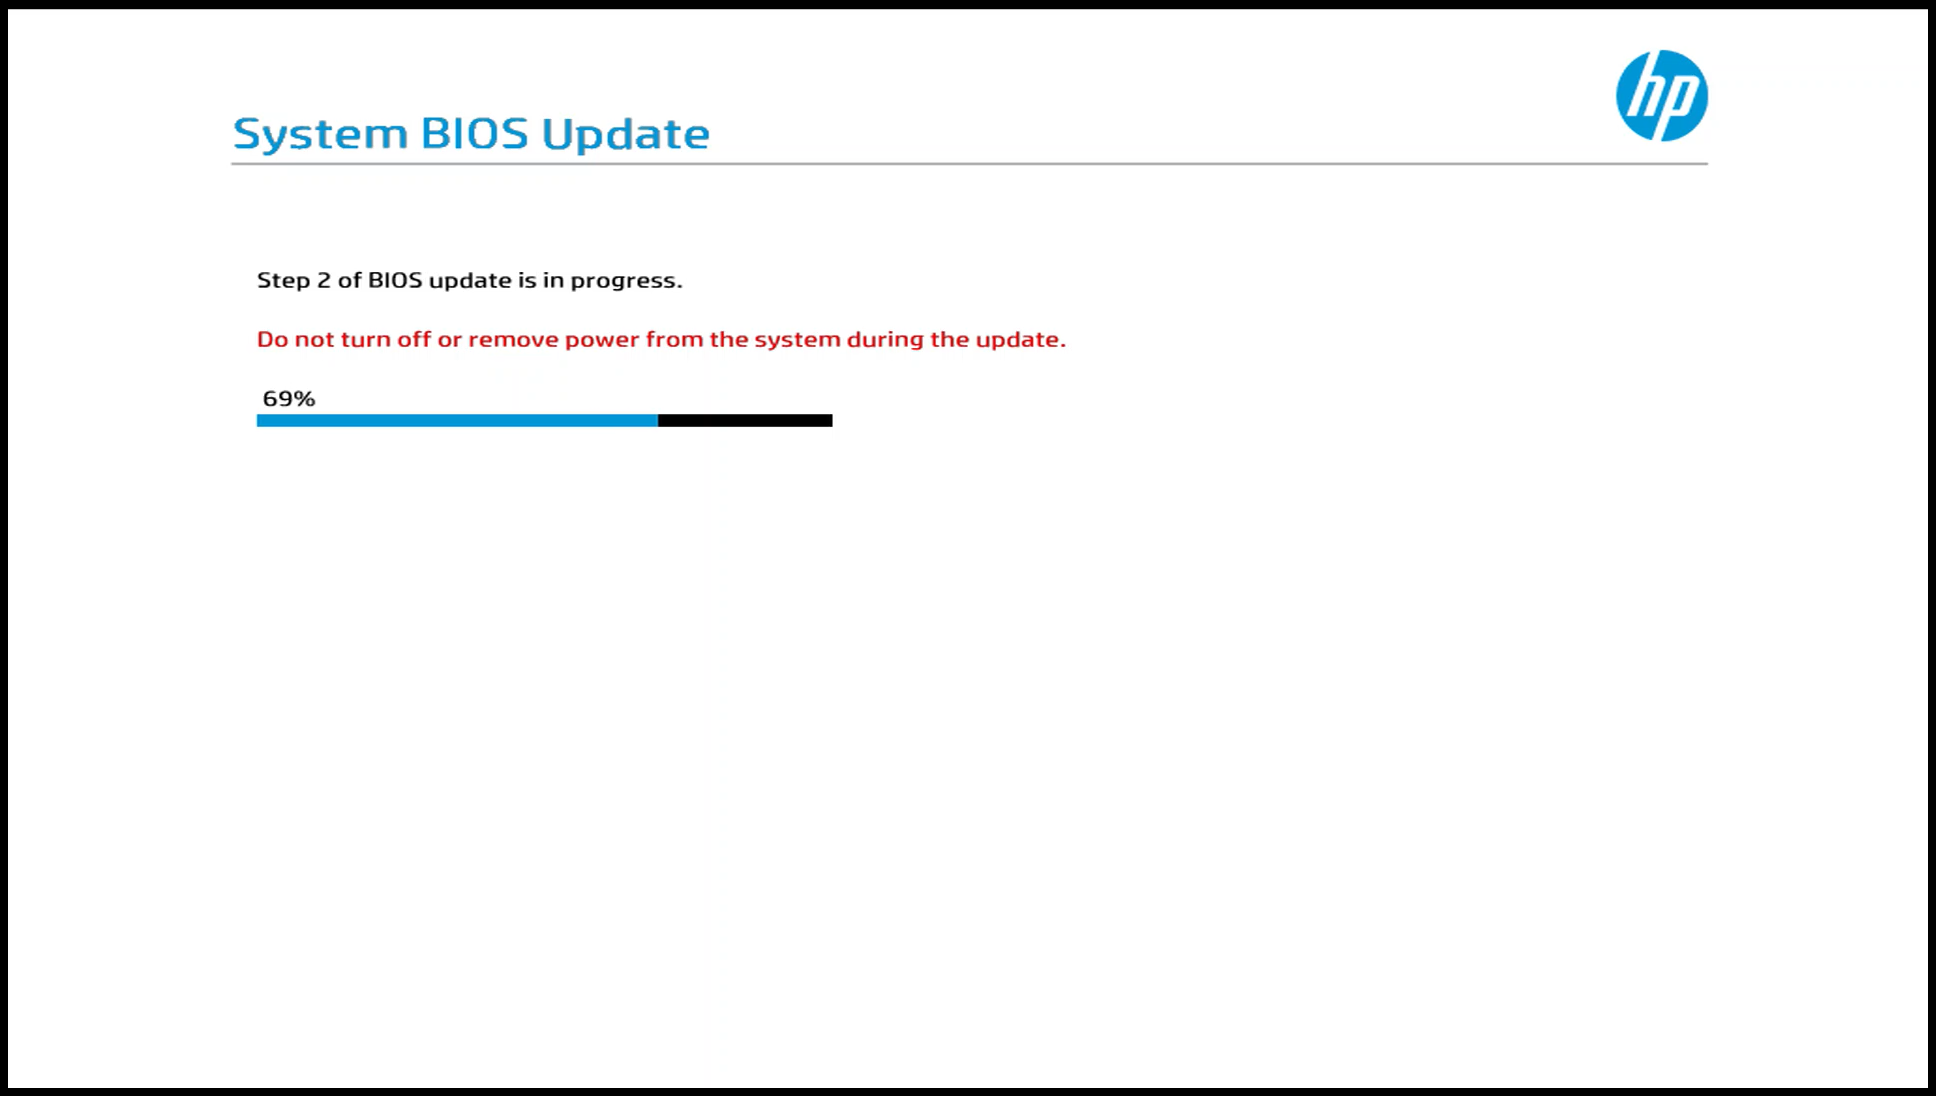 hp
System BIOS Update
Step 2 of BIOS update is in progress.
Do not turn off or remove power from the system during the update.
69%